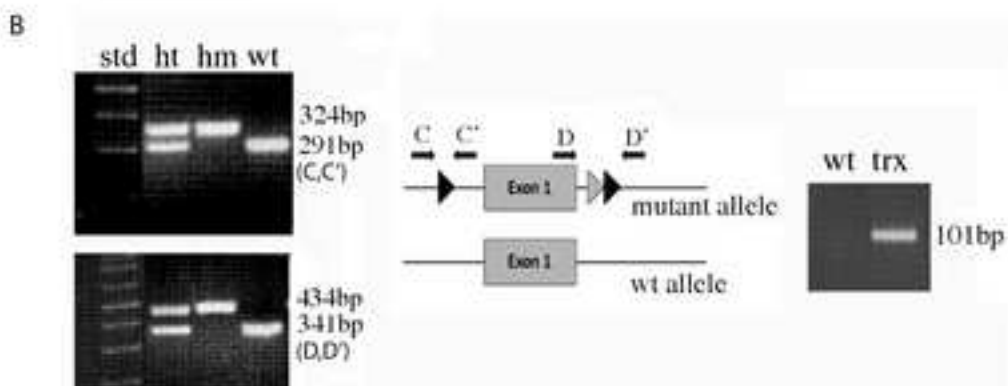 B
std ht hm wt
324bp
291bp
(C,C')
434bp
341bp
(D,D')
C C' D D'
Exon 1
mutant allele
Exon 1
wt allele
wt trx
101bp